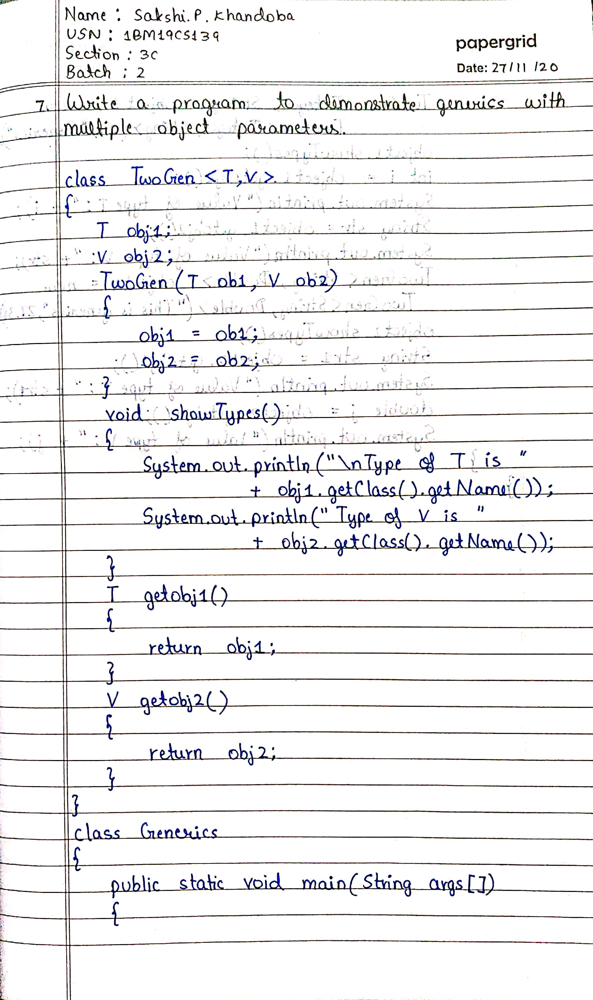 Name : Sakshi. P. Khandoba
USN : 1BM19CS139
Section : 3C
Batch : 2
papergrid
Date: 27/11/20
7. Write a program to demonstrate generics with
multiple object parameters.
class TwoGen <T,V>
{
T obj1;
V obj2;
TwoGen (T ob1, V ob2)
{
obj1 = ob1;
obj2 = ob2;
}
void showTypes()
{
System.out.println("\nType of T is "
+ obj1.getClass().getName());
System.out.println("Type of V is "
+ obj2.getClass().getName());
}
T getobj1()
{
return obj1;
}
V getobj2()
{
return obj2;
}
}
class Generics
{
public static void main(String args[])
{